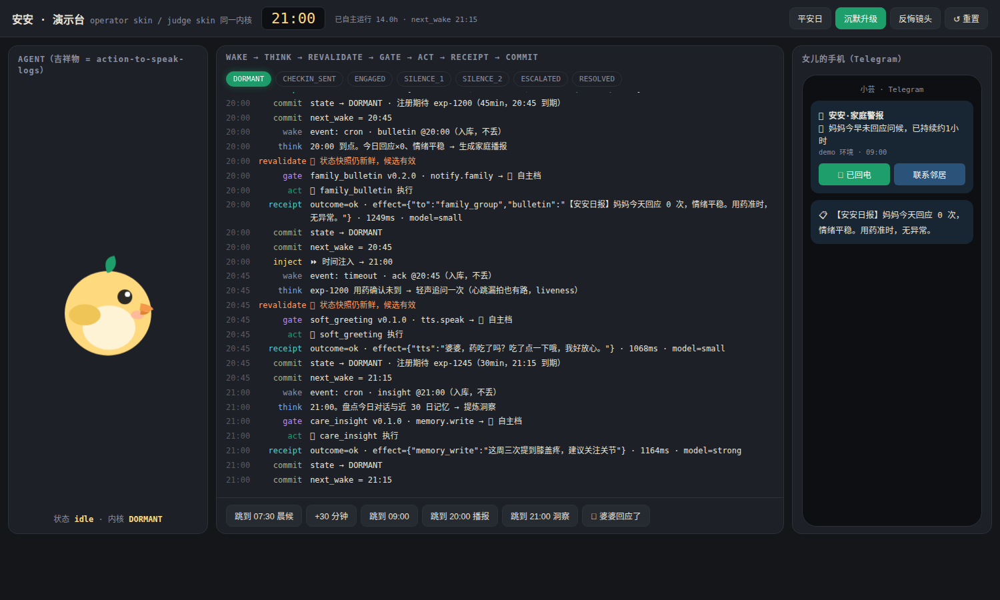 安安 · 演示台 operator skin / judge skin 同一内核 21:00 已自主运行 14.0h · next_wake 21:15 平安日 沉默升级 反悔镜头 ↺ 重置
AGENT（吉祥物 = action-to-speak-
logs）
状态 idle · 内核 DORMANT
WAKE → THINK → REVALIDATE → GATE → ACT → RECEIPT → COMMIT
DORMANT CHECKIN_SENT ENGAGED SILENCE_1 SILENCE_2 ESCALATED RESOLVED
20:00 commit state → DORMANT · 注册期待 exp-1200（45min，20:45 到期）
20:00 commit next_wake = 20:45
20:00 wake event: cron · bulletin @20:00（入库，不丢）
20:00 think 20:00 到点。今日回应×0、情绪平稳 → 生成家庭播报
20:00 revalidate 状态快照仍新鲜，候选有效
20:00 gate family_bulletin v0.2.0 · notify.family → 自主档
20:00 act family_bulletin 执行
20:00 receipt outcome=ok · effect={"to":"family_group","bulletin":"【安安日报】妈妈今天回应 0 次，情绪平稳。用药准时，
无异常。"} · 1249ms · model=small
20:00 commit state → DORMANT
20:00 commit next_wake = 20:45
20:00 inject ⏩ 时间注入 → 21:00
20:45 wake event: timeout · ack @20:45（入库，不丢）
20:45 think exp-1200 用药确认未到 → 轻声追问一次（心跳漏拍也有路，liveness）
20:45 revalidate 状态快照仍新鲜，候选有效
20:45 gate soft_greeting v0.1.0 · tts.speak → 自主档
20:45 act soft_greeting 执行
20:45 receipt outcome=ok · effect={"tts":"婆婆，药吃了吗？吃了点一下哦，我好放心。"} · 1068ms · model=small
20:45 commit state → DORMANT · 注册期待 exp-1245（30min，21:15 到期）
20:45 commit next_wake = 21:15
21:00 wake event: cron · insight @21:00（入库，不丢）
21:00 think 21:00。盘点今日对话与近 30 日记忆 → 提炼洞察
21:00 gate care_insight v0.1.0 · memory.write → 自主档
21:00 act care_insight 执行
21:00 receipt outcome=ok · effect={"memory_write":"这周三次提到膝盖疼，建议关注关节"} · 1164ms · model=strong
21:00 commit state → DORMANT
21:00 commit next_wake = 21:15
跳到 07:30 晨候 +30 分钟 跳到 09:00 跳到 20:00 播报 跳到 21:00 洞察 婆婆回应了
女儿的手机（Telegram）
小芸 · Telegram
安安·家庭警报
妈妈今早未回应问候，已持续约1小
时
demo 环境 · 09:00
已回电 联系邻居
【安安日报】妈妈今天回应 0 次，
情绪平稳。用药准时，无异常。